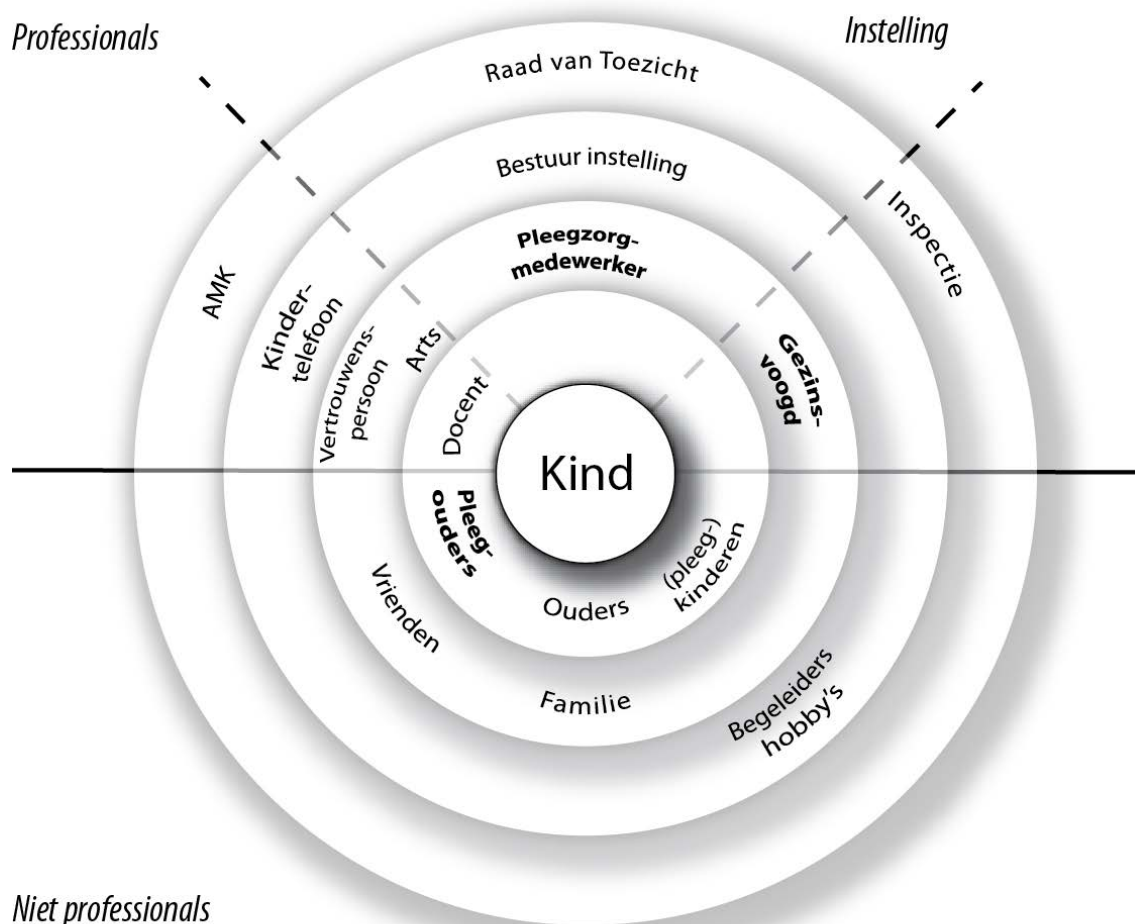 Professionals
Instelling
Raad van Toezicht
Bestuur instelling
Pleegzorg-
medewerker
Inspectie
AMK
Kinder-
telefoon
Vertrouwens-
persoon
Arts
Docent
Gezins-
voogd
Kind
Pleeg-
ouders
(pleeg-)
kinderen
Ouders
Vrienden
Familie
Begeleiders
hobby's
Niet professionals